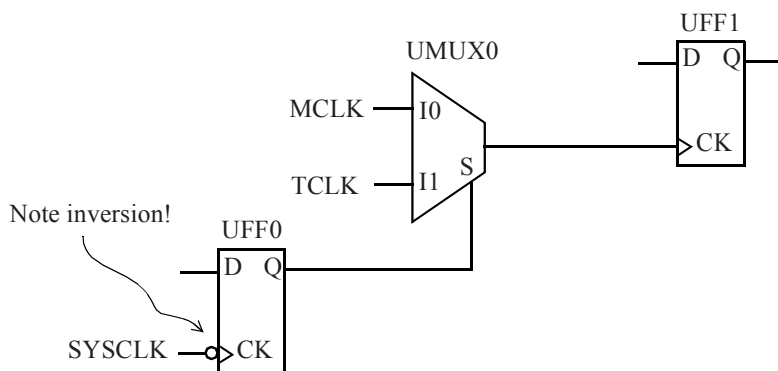 UFF1
UMUX0
D Q
MCLK
I0
CK
S
TCLK
I1
Note inversion!
UFF0
D Q
SYSCLK
CK